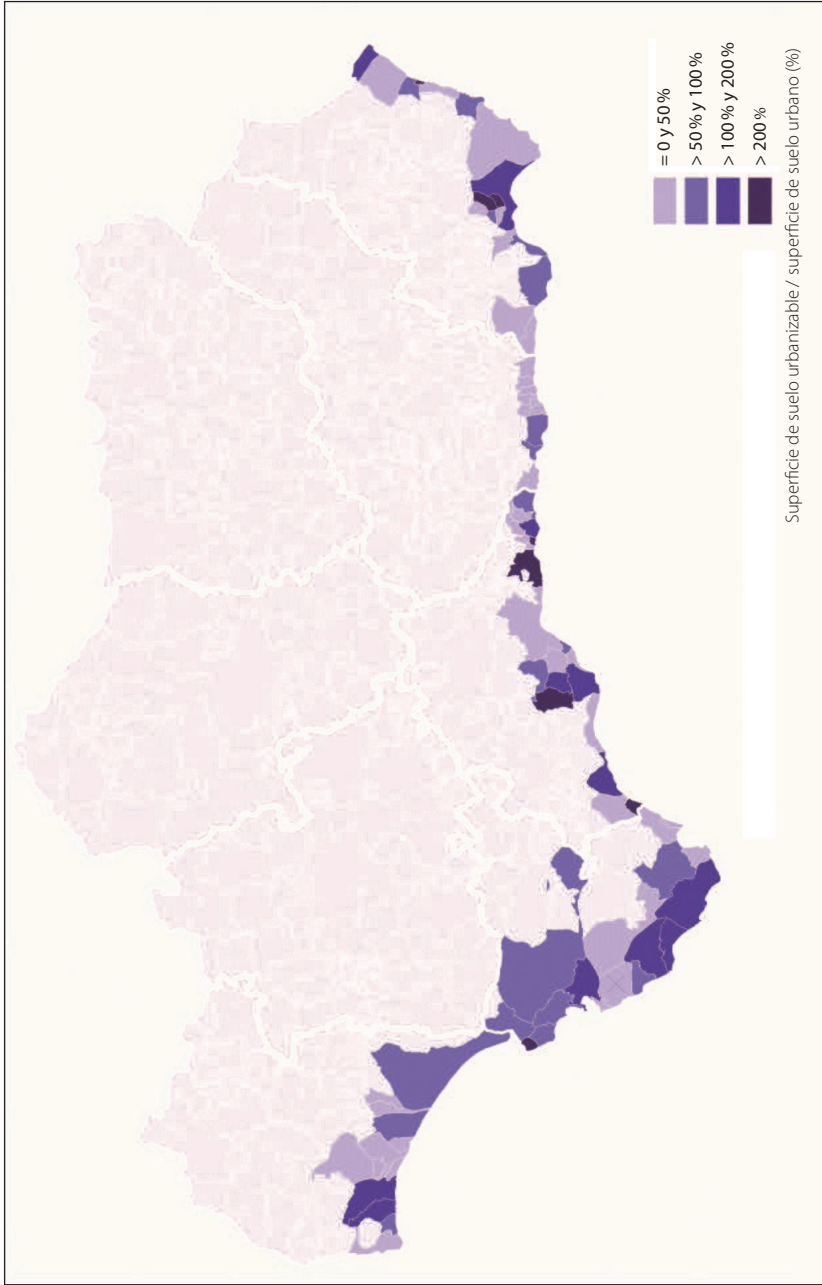 = 0 y 50 %
> 50 % y 100 %
> 100 % y 200 %
> 200 %
Superficie de suelo urbanizable / superficie de suelo urbano (%)